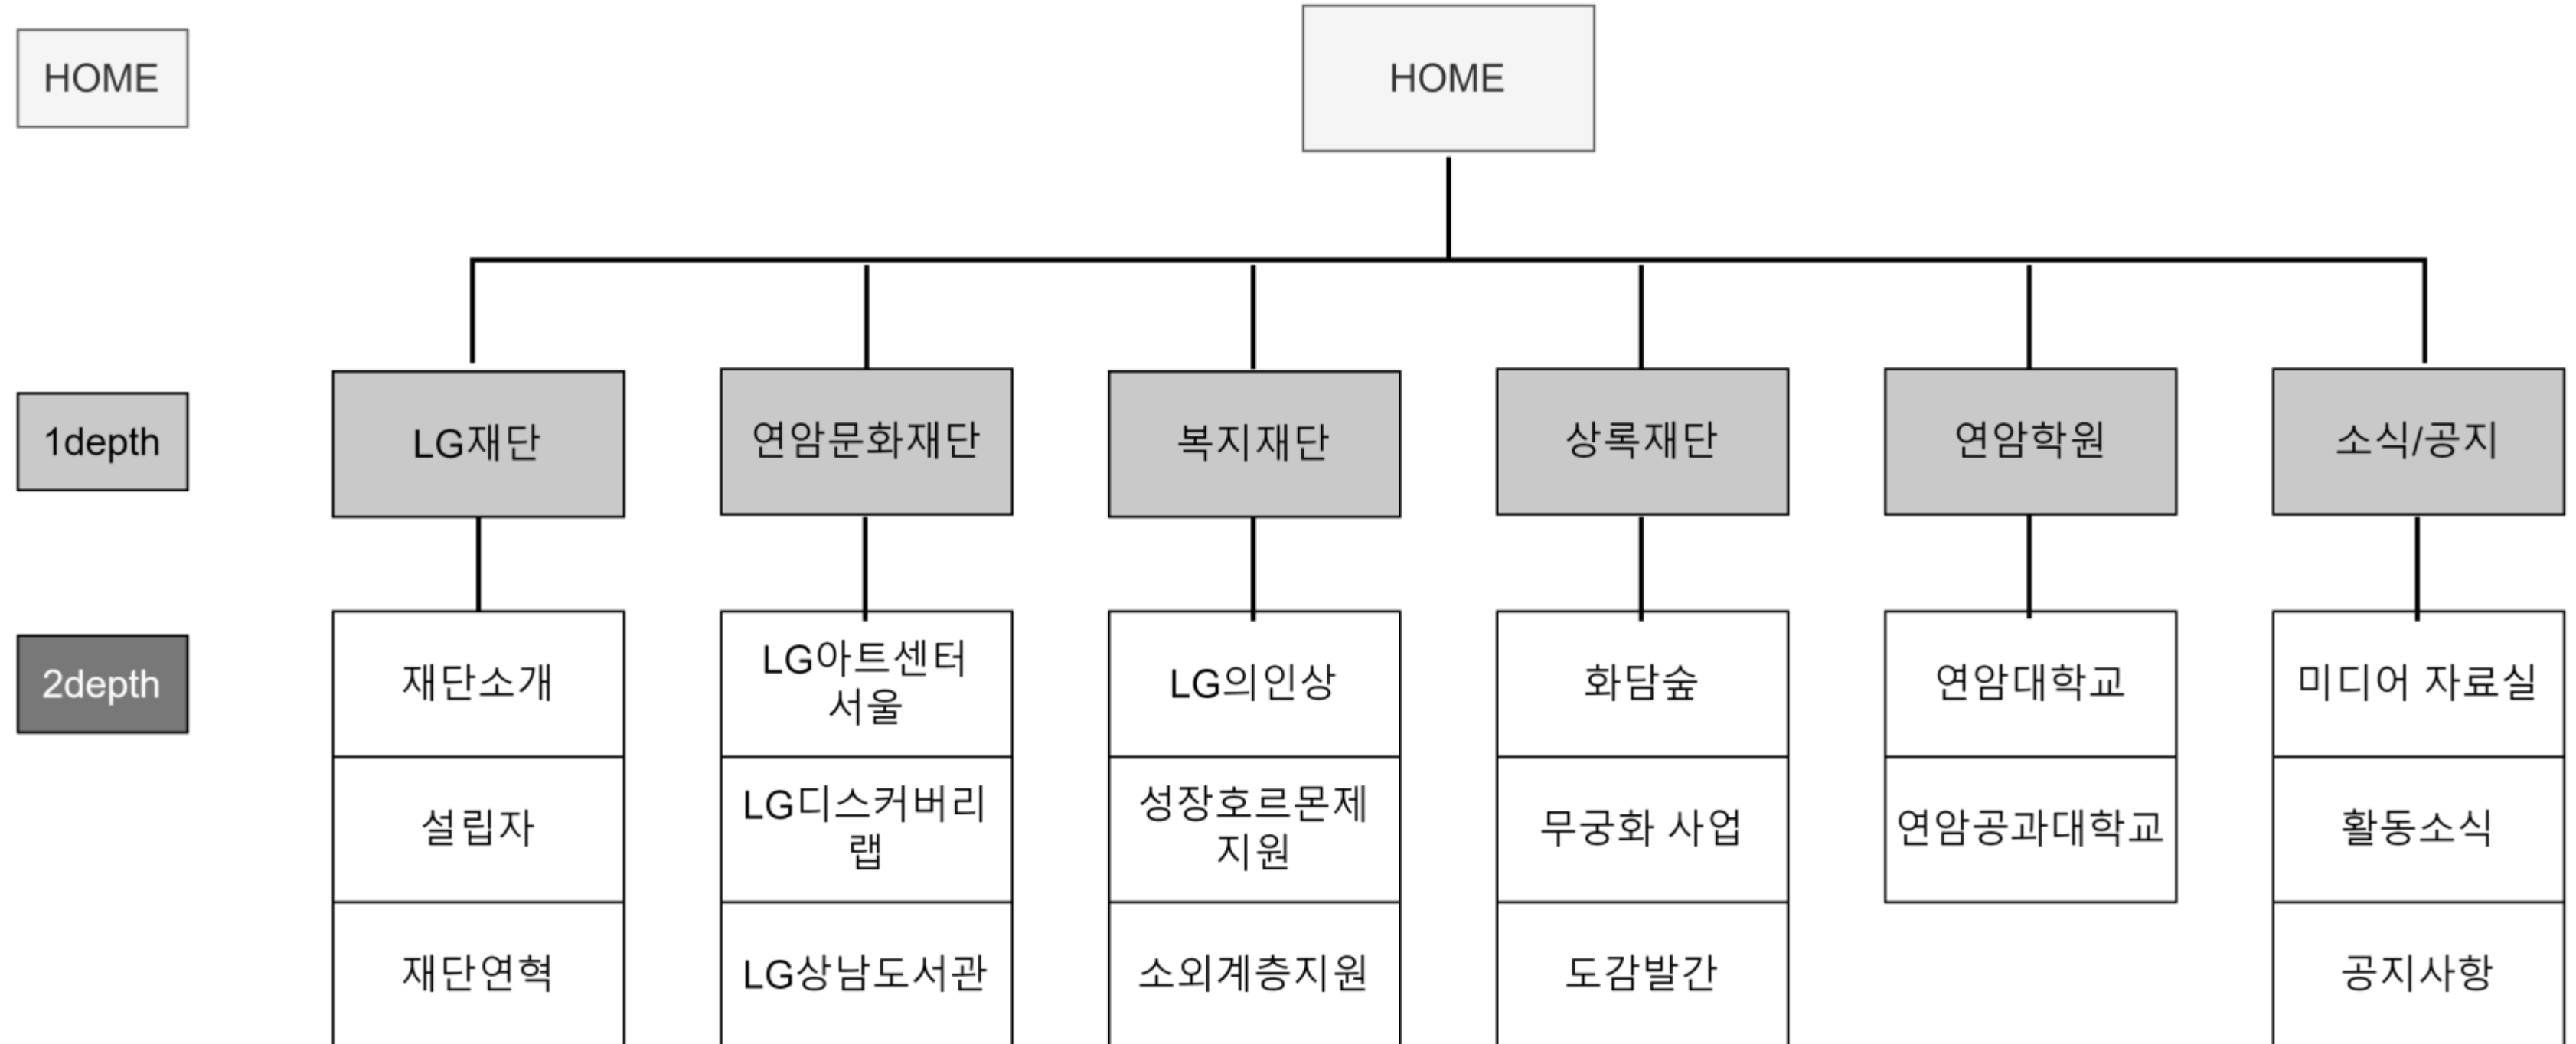 HOME
HOME
1depth
LG재단
연암문화재단
복지재단
상록재단
연암학원
소식/공지
2depth
재단소개
LG아트센터
서울
LG의인상
화담숲
연암대학교
미디어 자료실
설립자
LG디스커버리
랩
성장호르몬제
지원
무궁화 사업
연암공과대학교
활동소식
재단연혁
LG상남도서관
소외계층지원
도감발간
공지사항